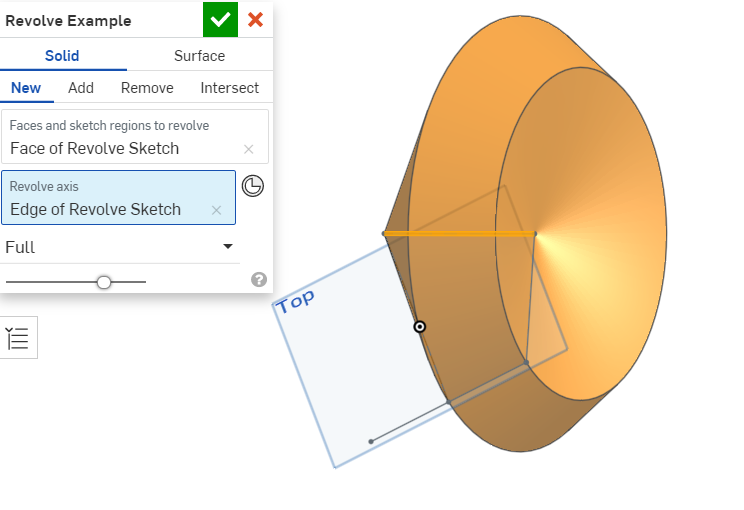 Revolve Example
Solid Surface
New Add Remove Intersect
Faces and sketch regions to revolve
Face of Revolve Sketch
Revolve axis
Edge of Revolve Sketch
Full
Top